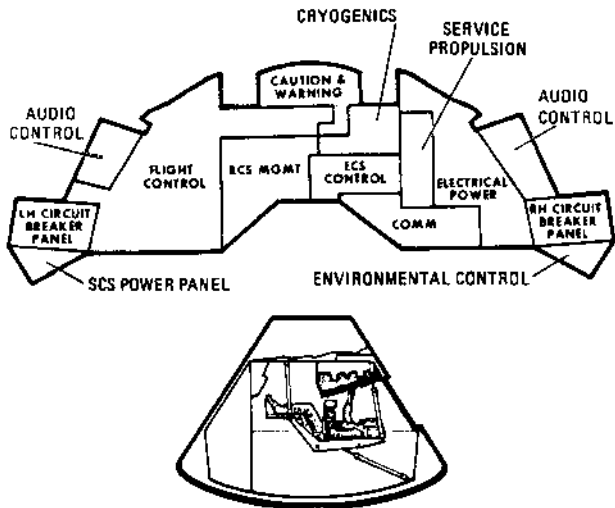 CRYOGENICS
SERVICE
PROPULSION
CAUTION &
WARNING
AUDIO
CONTROL
AUDIO
CONTROL
FLIGHT
CONTROL
RCS MGMT
ECS
CONTROL
ELECTRICAL
POWER
LH CIRCUIT
BREAKER
PANEL
RH CIRCUIT
BREAKER
PANEL
COMM
SCS POWER PANEL
ENVIRONMENTAL CONTROL